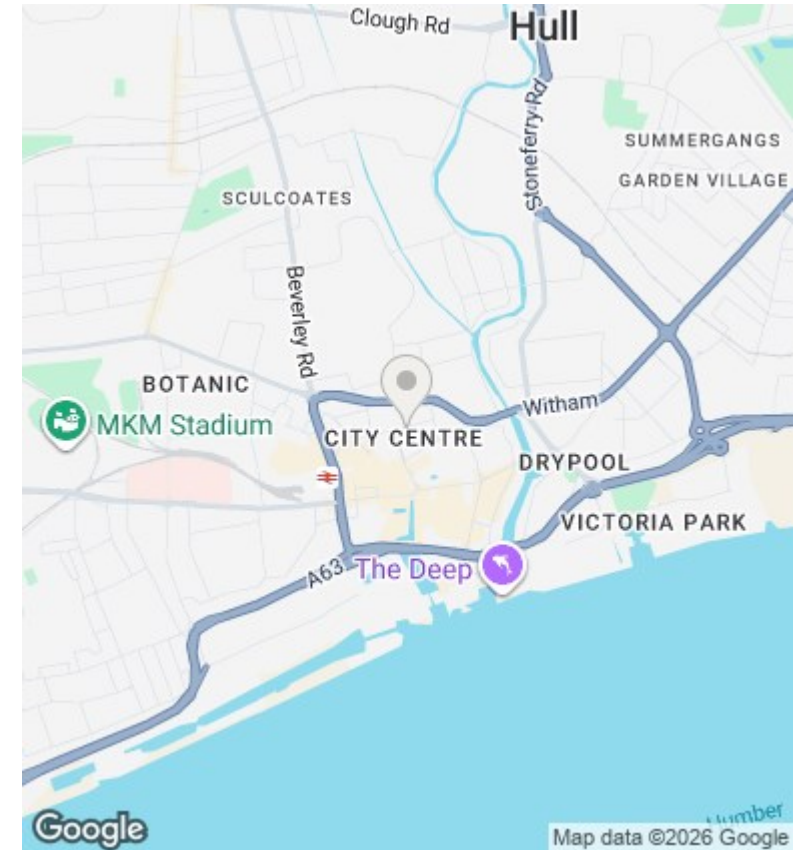 Clough Rd
Hull
Stoneferry Rd
SUMMERGANGS
GARDEN VILLAGE
SCULCOATES
Beverley Rd
BOTANIC
MKM Stadium
Witham
CITY CENTRE
DRYPOOL
VICTORIA PARK
A63
The Deep
Humber
Google
Map data ©2026 Google